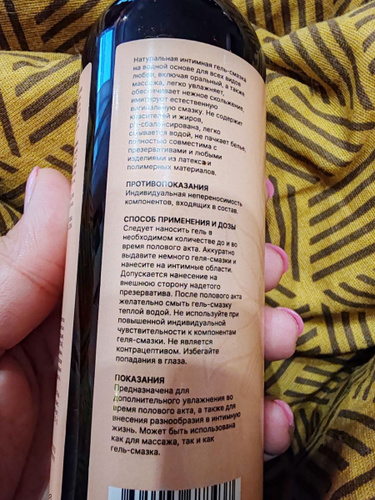 Натуральная интимная гель-смазка
на водной основе для всех видов
любви, включая оральный, а также
массажа, легко увлажняет,
обеспечивает нежное скольжение,
имитирует естественную
вагинальную смазку. Не содержит
красителей и жиров,
pH-сбалансирована, легко
смывается водой, не пачкает белье,
полностью совместима с
презервативами и любыми
изделиями из латекса и
полимерных материалов.
ПРОТИВОПОКАЗАНИЯ
Индивидуальная непереносимость
компонентов, входящих в состав.
СПОСОБ ПРИМЕНЕНИЯ И ДОЗЫ
Следует наносить гель в
необходимом количестве до и во
время полового акта. Аккуратно
выдавите немного геля-смазки и
нанесите на интимные области.
Допускается нанесение на
внешнюю сторону надетого
презерватива. После полового акта
желательно смыть гель-смазку
теплой водой. Не используйте при
повышенной индивидуальной
чувствительности к компонентам
геля-смазки. Не является
контрацептивом. Избегайте
попадания в глаза.
ПОКАЗАНИЯ
Предназначена для
дополнительного увлажнения во
время полового акта, а также для
внесения разнообразия в интимную
жизнь. Может быть использована
как для массажа, так и как
гель-смазка.